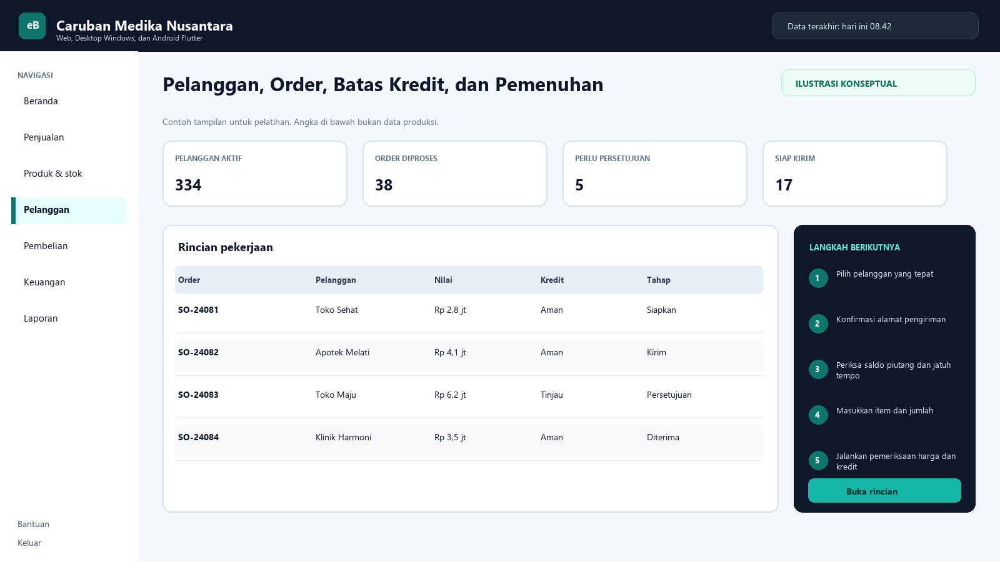 eB
Caruban Medika Nusantara
Web, Desktop Windows, dan Android Flutter
Data terakhir: hari ini 08.42
NAVIGASI
Beranda
Penjualan
Produk & stok
Pelanggan
Pembelian
Keuangan
Laporan
Bantuan
Keluar
Pelanggan, Order, Batas Kredit, dan Pemenuhan
ILUSTRASI KONSEPTUAL
Contoh tampilan untuk pelatihan. Angka di bawah bukan data produksi.
PELANGGAN AKTIF
334
ORDER DIPROSES
38
PERLU PERSETUJUAN
5
SIAP KIRIM
17
Rincian pekerjaan
Order Pelanggan Nilai Kredit Tahap
SO-24081 Toko Sehat Rp 2,8 jt Aman Siapkan
SO-24082 Apotek Melati Rp 4,1 jt Aman Kirim
SO-24083 Toko Maju Rp 6,2 jt Tinjau Persetujuan
SO-24084 Klinik Harmoni Rp 3,5 jt Aman Diterima
LANGKAH BERIKUTNYA
1 Pilih pelanggan yang tepat
2 Konfirmasi alamat pengiriman
3 Periksa saldo piutang dan jatuh
tempo
4 Masukkan item dan jumlah
5 Jalankan pemeriksaan harga dan
kredit
Buka rincian